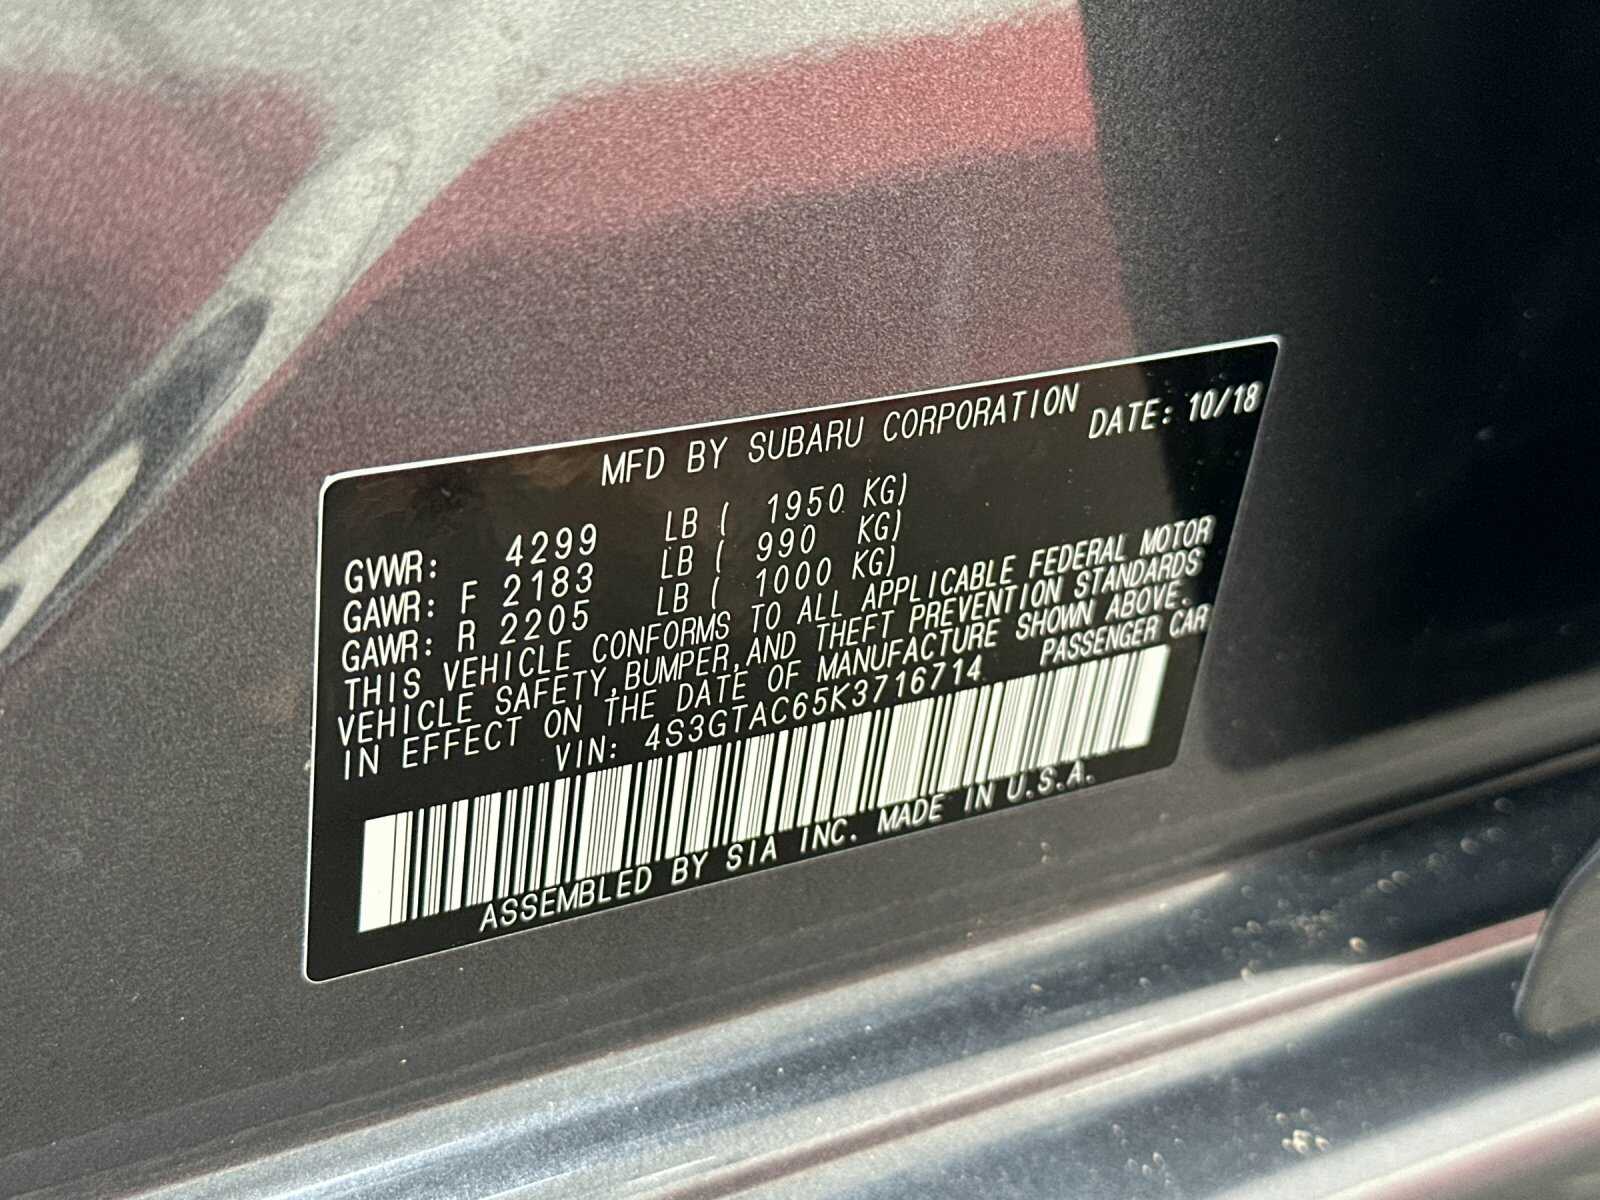 MFD BY SUBARU CORPORATION DATE: 10/18
GVWR: 4299 LB ( 1950 KG)
GAWR: F 2183 LB ( 990 KG)
GAWR: R 2205 LB ( 1000 KG)
THIS VEHICLE CONFORMS TO ALL APPLICABLE FEDERAL MOTOR
VEHICLE SAFETY,BUMPER,AND THEFT PREVENTION STANDARDS
IN EFFECT ON THE DATE OF MANUFACTURE SHOWN ABOVE.
VIN: 4S3GTAC65K3716714 PASSENGER CAR
ASSEMBLED BY SIA INC. MADE IN U.S.A.